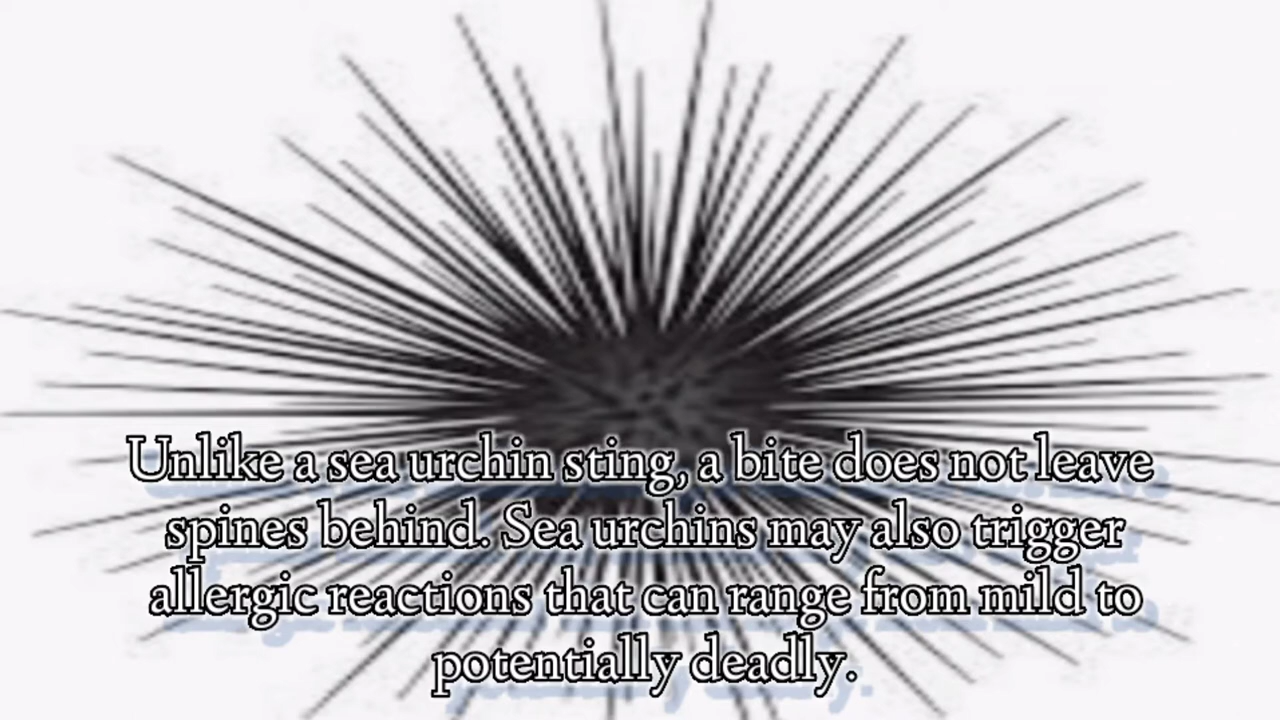 Unlike a sea urchin sting, a bite does not leave
spines behind. Sea urchins may also trigger
allergic reactions that can range from mild to
potentially deadly.